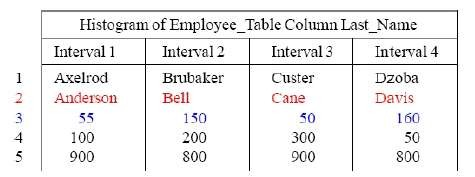 Histogram of Employee_Table Column Last_Name
Interval 1 Interval 2 Interval 3 Interval 4
1 Axelrod Brubaker Custer Dzoba
2 Anderson Bell Cane Davis
3 55 150 50 160
4 100 200 300 50
5 900 800 900 800